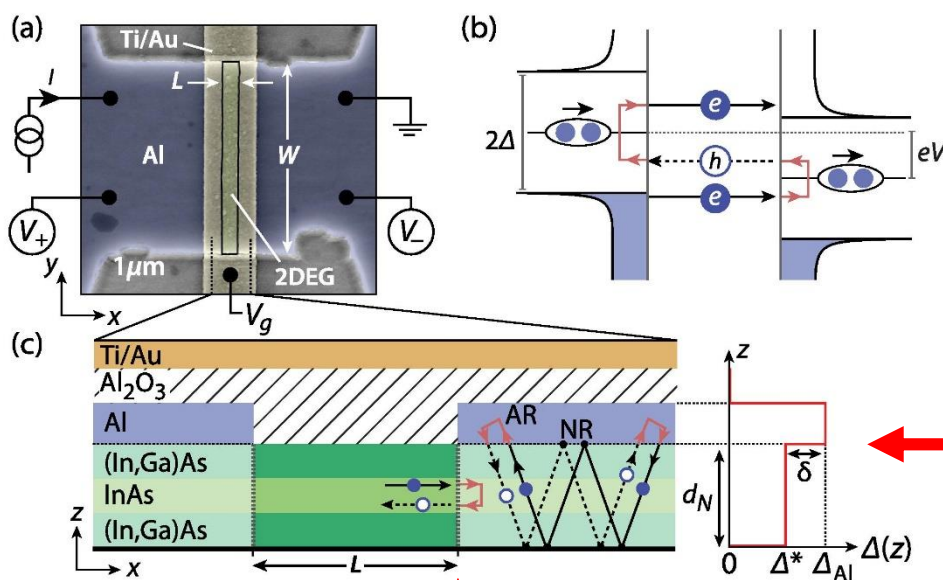 (a)
Ti/Au
I
L
W
Al
V+
V-
1μm
2DEG
y
x
Vg
(b)
e
2Δ
h
eV
e
(c)
Ti/Au
Al2O3
Al
AR
NR
(In,Ga)As
InAs
(In,Ga)As
z
x
L
z
δ
dN
0
Δ*
ΔAl
Δ(z)